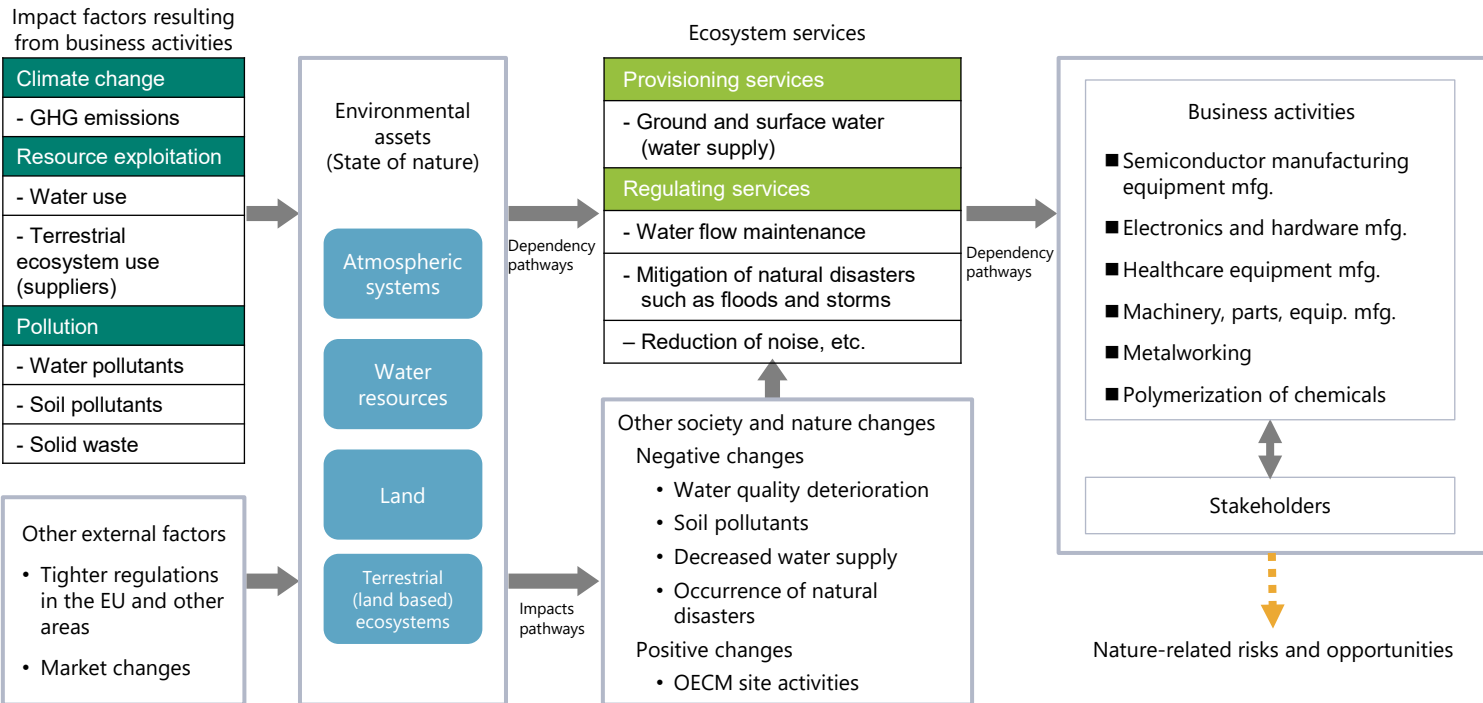 Impact factors resulting
from business activities
Climate change
- GHG emissions
Resource exploitation
- Water use
- Terrestrial
ecosystem use
(suppliers)
Pollution
- Water pollutants
- Soil pollutants
- Solid waste
Other external factors
• Tighter regulations
in the EU and other
areas
• Market changes
Environmental
assets
(State of nature)
Atmospheric
systems
Water
resources
Land
Terrestrial
(land based)
ecosystems
Dependency
pathways
Impacts
pathways
Ecosystem services
Provisioning services
- Ground and surface water
(water supply)
Regulating services
- Water flow maintenance
- Mitigation of natural disasters
such as floods and storms
– Reduction of noise, etc.
Other society and nature changes
Negative changes
• Water quality deterioration
• Soil pollutants
• Decreased water supply
• Occurrence of natural
disasters
Positive changes
• OECM site activities
Dependency
pathways
Business activities
■ Semiconductor manufacturing
equipment mfg.
■ Electronics and hardware mfg.
■ Healthcare equipment mfg.
■ Machinery, parts, equip. mfg.
■ Metalworking
■ Polymerization of chemicals
Stakeholders
Nature-related risks and opportunities